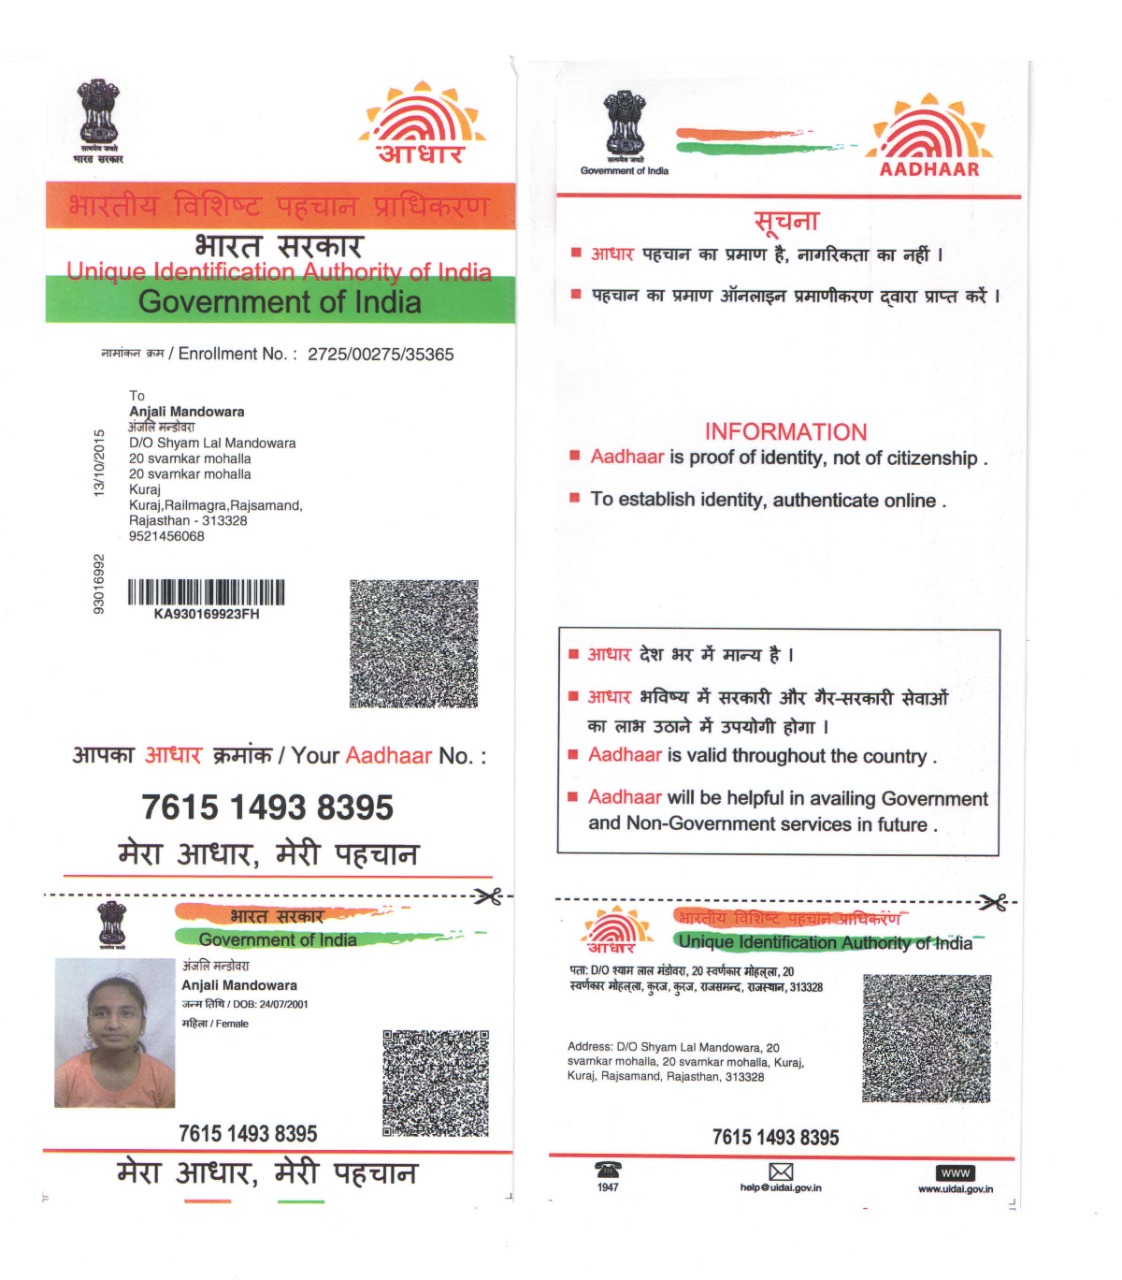 सत्यमेव जयते
भारत सरकार
आधार
भारतीय विशिष्ट पहचान प्राधिकरण
भारत सरकार
Unique Identification Authority of India
Government of India
नामांकन क्रम / Enrollment No. : 2725/00275/35365
To
Anjali Mandowara
अंजलि मन्डोवरा
D/O Shyam Lal Mandowara
20 svarnkar mohalla
20 svarnkar mohalla
Kuraj
Kuraj,Railmagra,Rajsamand,
Rajasthan - 313328
9521456068
13/10/2015
93016992
KA930169923FH
आपका आधार क्रमांक / Your Aadhaar No. :
7615 1493 8395
मेरा आधार, मेरी पहचान
सत्यमेव जयते
भारत सरकार
Government of India
अंजलि मन्डोवरा
Anjali Mandowara
जन्म तिथि / DOB: 24/07/2001
महिला / Female
7615 1493 8395
मेरा आधार, मेरी पहचान
सत्यमेव जयते
Government of India
AADHAAR
सूचना
आधार पहचान का प्रमाण है, नागरिकता का नहीं ।
पहचान का प्रमाण ऑनलाइन प्रमाणीकरण द्वारा प्राप्त करें ।
INFORMATION
Aadhaar is proof of identity, not of citizenship .
To establish identity, authenticate online .
आधार देश भर में मान्य है ।
आधार भविष्य में सरकारी और गैर-सरकारी सेवाओं
का लाभ उठाने में उपयोगी होगा ।
Aadhaar is valid throughout the country .
Aadhaar will be helpful in availing Government
and Non-Government services in future .
आधार
भारतीय विशिष्ट पहचान प्राधिकरण
Unique Identification Authority of India
पता: D/O श्याम लाल मंडोवरा, 20 स्वर्णकार मोहल्ला, 20
स्वर्णकार मोहल्ला, कुरज, कुरज, राजसमन्द, राजस्थान, 313328
Address: D/O Shyam Lal Mandowara, 20
svarnkar mohalla, 20 svarnkar mohalla, Kuraj,
Kuraj, Rajsamand, Rajasthan, 313328
7615 1493 8395
1947
help@uidai.gov.in
WWW
www.uidai.gov.in